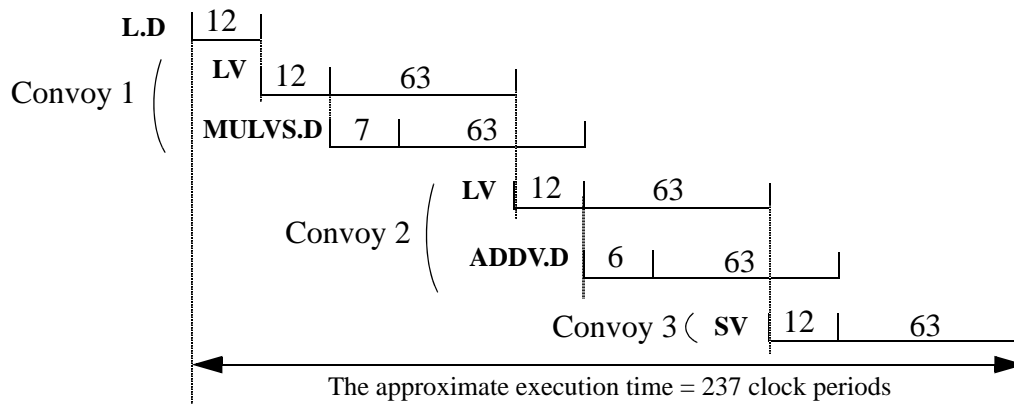 L.D 12
LV 12 63
Convoy 1
MULVS.D 7 63
LV 12 63
Convoy 2
ADDV.D 6 63
Convoy 3 SV 12 63
The approximate execution time = 237 clock periods